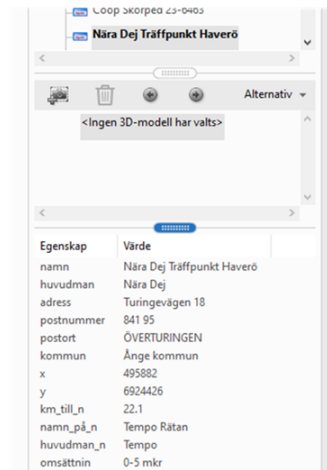 Coop Skorped 23-6463
Nära Dej Träffpunkt Haverö
Alternativ
<Ingen 3D-modell har valts>
Egenskap Värde
namn Nära Dej Träffpunkt Haverö
huvudman Nära Dej
adress Turingevägen 18
postnummer 841 95
postort ÖVERTURINGEN
kommun Ånge kommun
x 495882
y 6924426
km_till_n 22.1
namn_på_n Tempo Rätan
huvudman_n Tempo
omsättnin 0-5 mkr